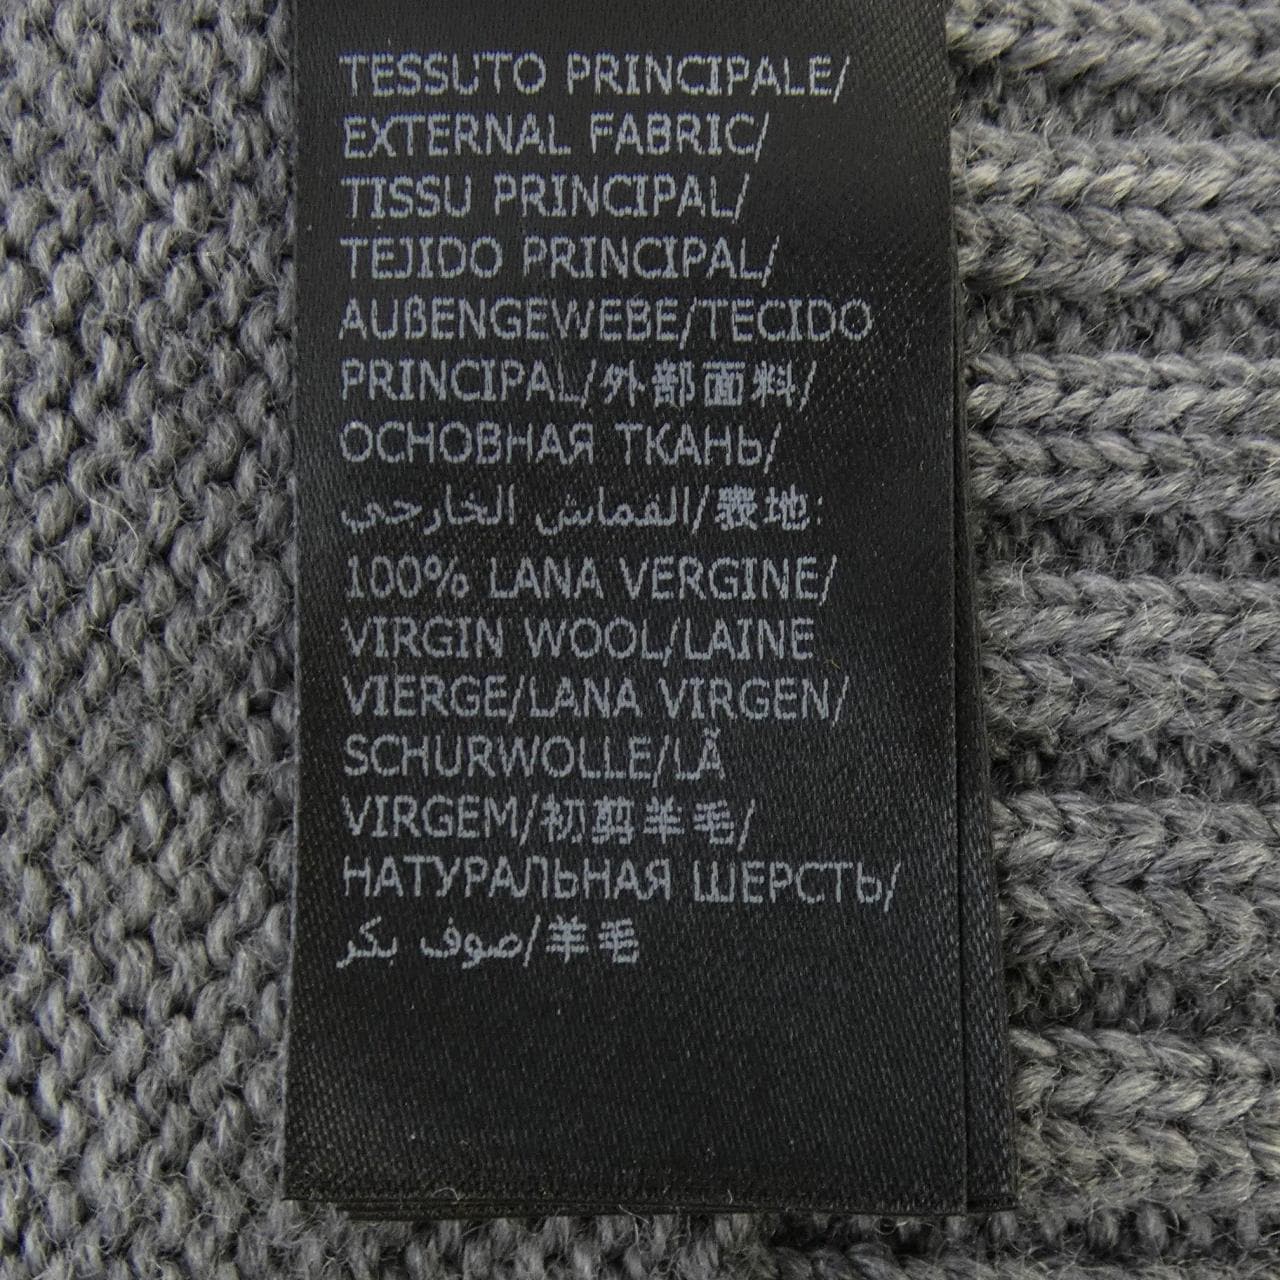 TESSUTO PRINCIPALE/
EXTERNAL FABRIC/
TISSU PRINCIPAL/
TEJIDO PRINCIPAL/
AUßENGEWEBE/TECIDO
PRINCIPAL/外部面料/
ОСНОВНАЯ ТКАНЬ/
القماش الخارجي/表地:
100% LANA VERGINE/
VIRGIN WOOL/LAINE
VIERGE/LANA VIRGEN/
SCHURWOLLE/LÃ
VIRGEM/初剪羊毛/
НАТУРАЛЬНАЯ ШЕРСТЬ/
صوف بكر/羊毛